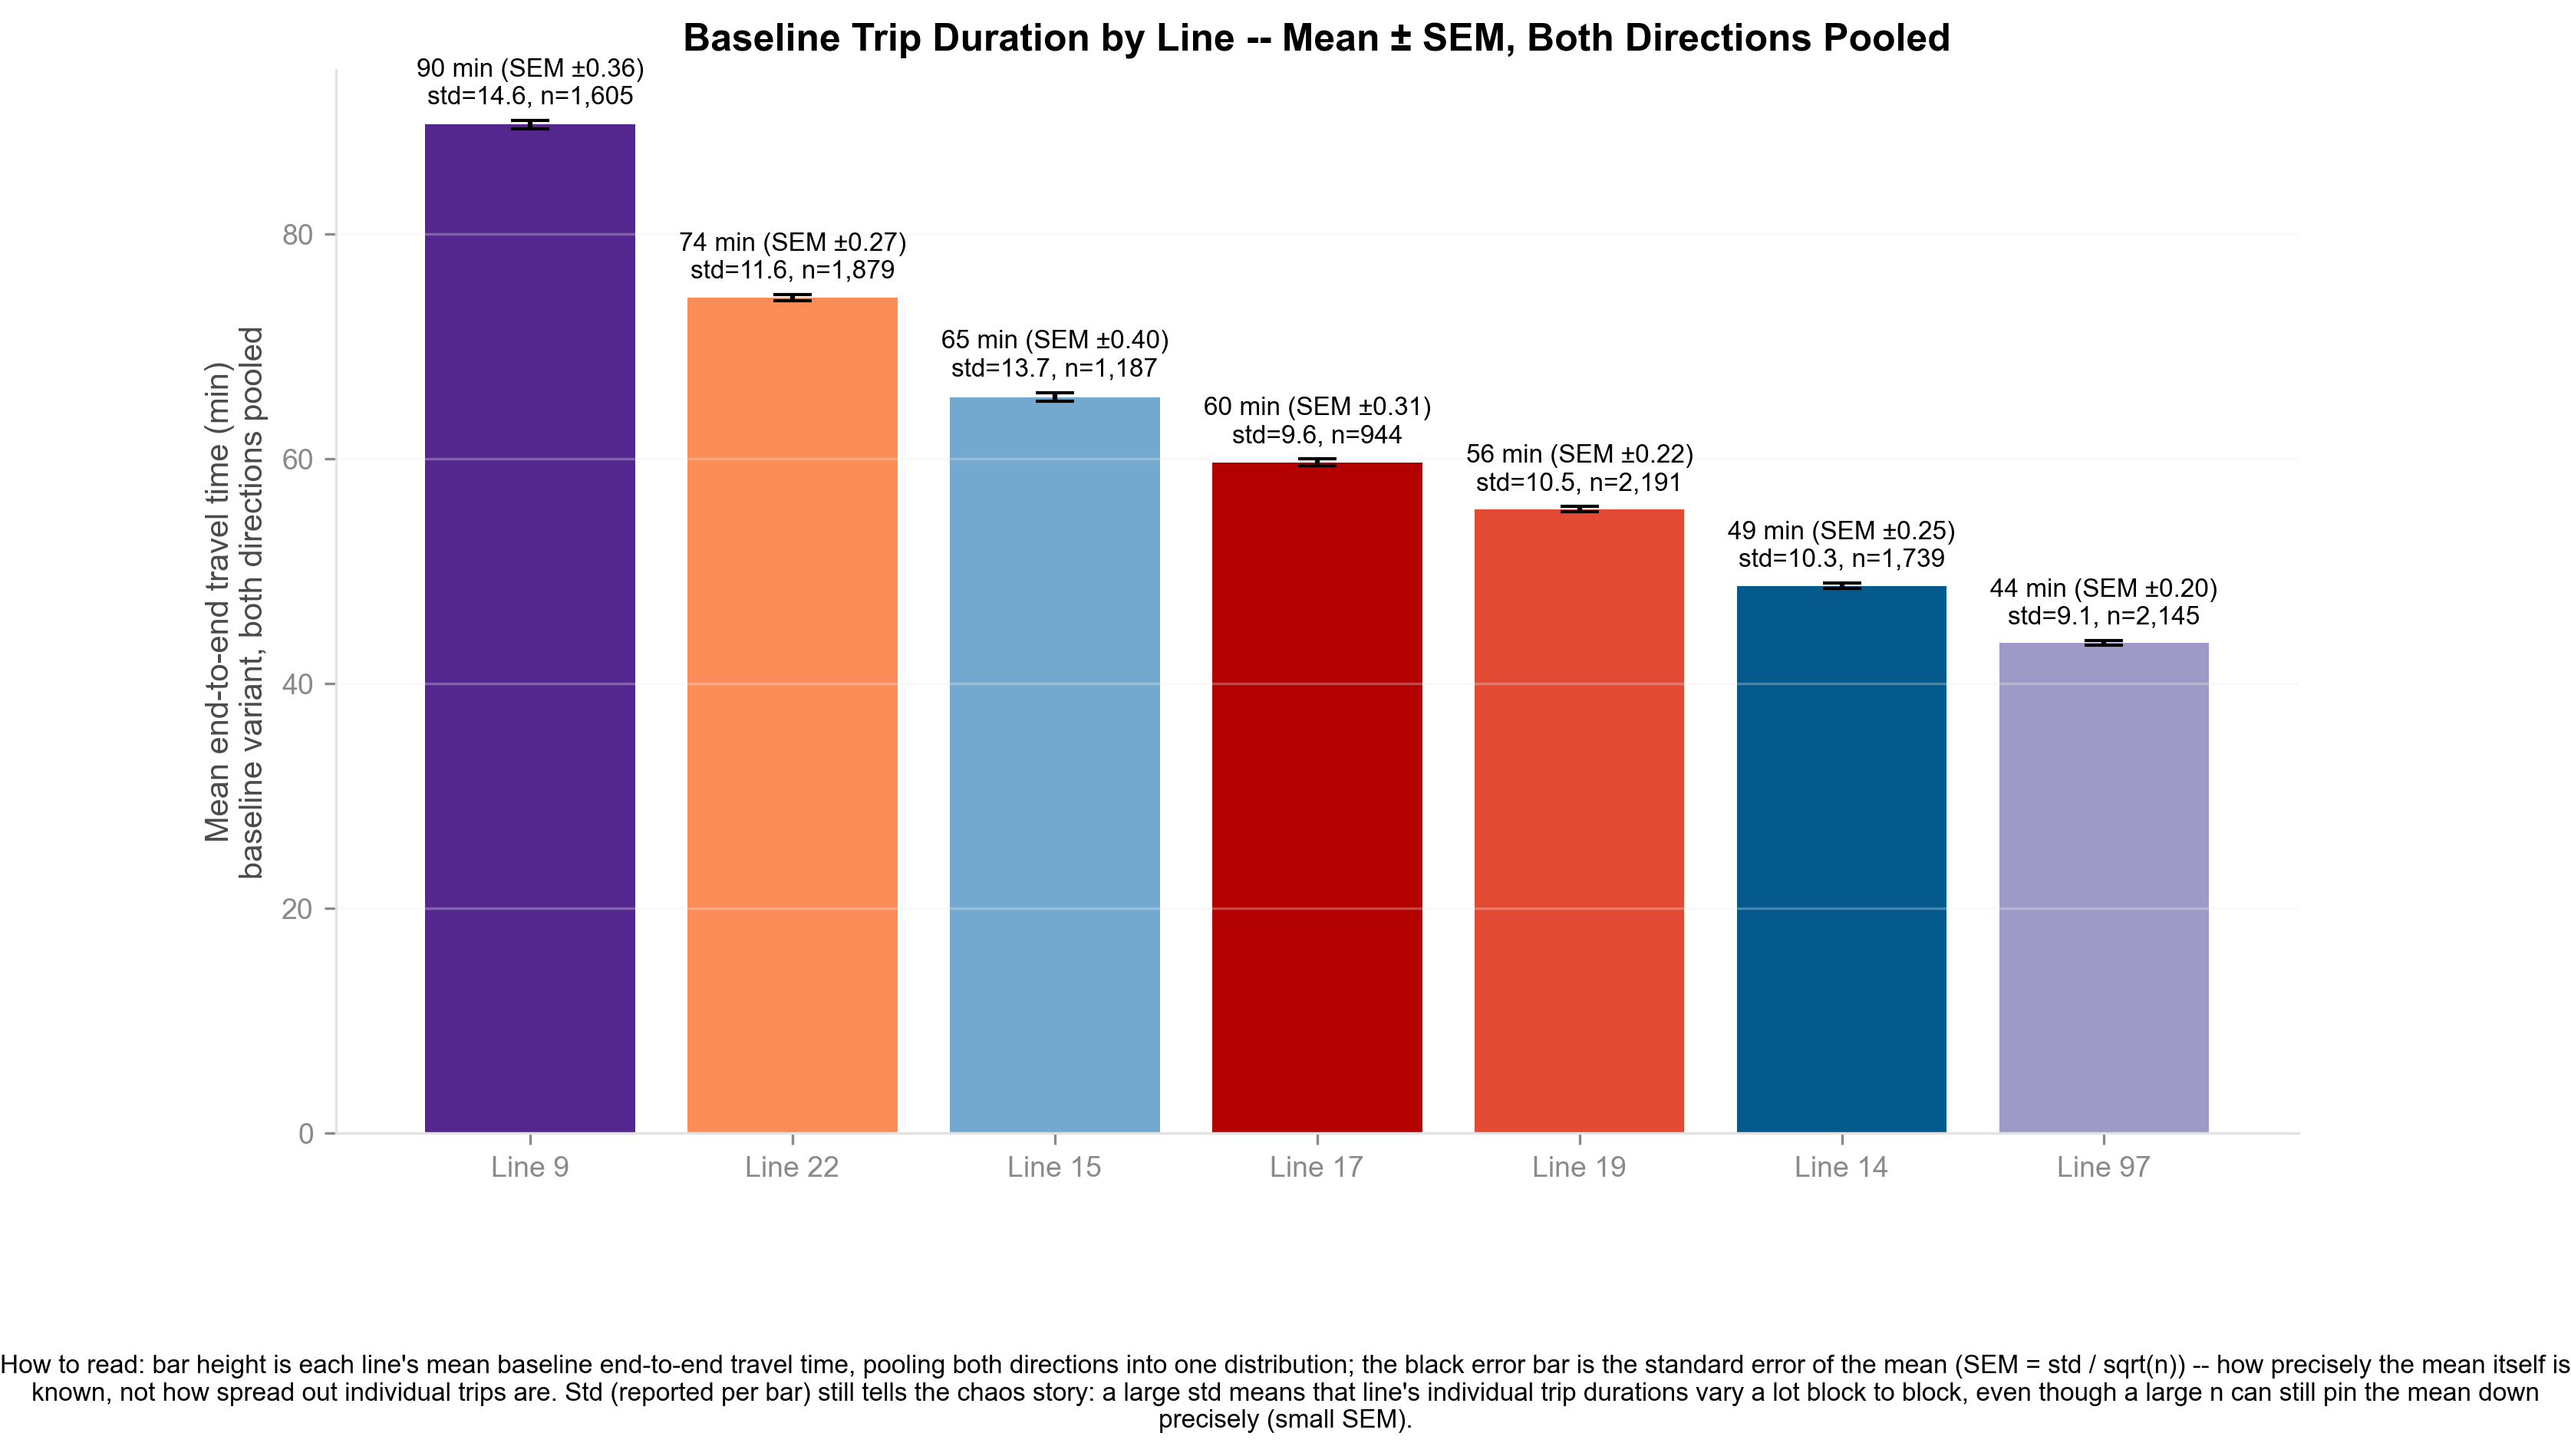 Baseline Trip Duration by Line -- Mean ± SEM, Both Directions Pooled
90 min (SEM ±0.36)
std=14.6, n=1,605
74 min (SEM ±0.27)
std=11.6, n=1,879
65 min (SEM ±0.40)
std=13.7, n=1,187
60 min (SEM ±0.31)
std=9.6, n=944
56 min (SEM ±0.22)
std=10.5, n=2,191
49 min (SEM ±0.25)
std=10.3, n=1,739
44 min (SEM ±0.20)
std=9.1, n=2,145
Mean end-to-end travel time (min)
baseline variant, both directions pooled
80
60
40
20
0
Line 9
Line 22
Line 15
Line 17
Line 19
Line 14
Line 97
How to read: bar height is each line's mean baseline end-to-end travel time, pooling both directions into one distribution; the black error bar is the standard error of the mean (SEM = std / sqrt(n)) -- how precisely the mean itself is
known, not how spread out individual trips are. Std (reported per bar) still tells the chaos story: a large std means that line's individual trip durations vary a lot block to block, even though a large n can still pin the mean down
precisely (small SEM).